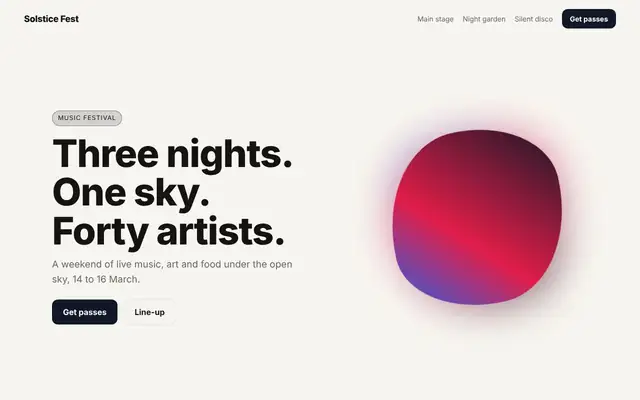 Solstice Fest
Main stage
Night garden
Silent disco
Get passes
MUSIC FESTIVAL
Three nights.
One sky.
Forty artists.
A weekend of live music, art and food under the open
sky, 14 to 16 March.
Get passes
Line-up